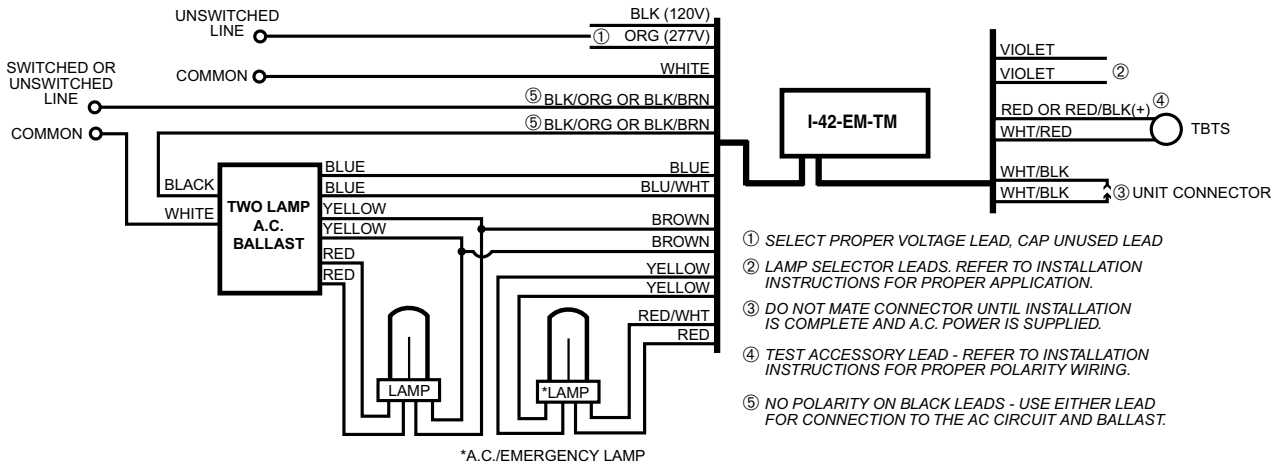 UNSWITCHED
LINE
① 
BLK (120V)
ORG (277V)
COMMON
WHITE
SWITCHED OR
UNSWITCHED
LINE
⑤ BLK/ORG OR BLK/BRN
COMMON
⑤ BLK/ORG OR BLK/BRN
BLACK
WHITE
TWO LAMP
A.C.
BALLAST
BLUE
BLUE
YELLOW
YELLOW
RED
RED
BLUE
BLU/WHT
BROWN
BROWN
YELLOW
YELLOW
RED/WHT
RED
LAMP
*LAMP
*A.C./EMERGENCY LAMP
I-42-EM-TM
VIOLET
VIOLET
②
RED OR RED/BLK(+)
④
WHT/RED
TBTS
WHT/BLK
WHT/BLK
③ UNIT CONNECTOR
① SELECT PROPER VOLTAGE LEAD, CAP UNUSED LEAD
② LAMP SELECTOR LEADS. REFER TO INSTALLATION
INSTRUCTIONS FOR PROPER APPLICATION.
③ DO NOT MATE CONNECTOR UNTIL INSTALLATION
IS COMPLETE AND A.C. POWER IS SUPPLIED.
④ TEST ACCESSORY LEAD - REFER TO INSTALLATION
INSTRUCTIONS FOR PROPER POLARITY WIRING.
⑤ NO POLARITY ON BLACK LEADS - USE EITHER LEAD
FOR CONNECTION TO THE AC CIRCUIT AND BALLAST.